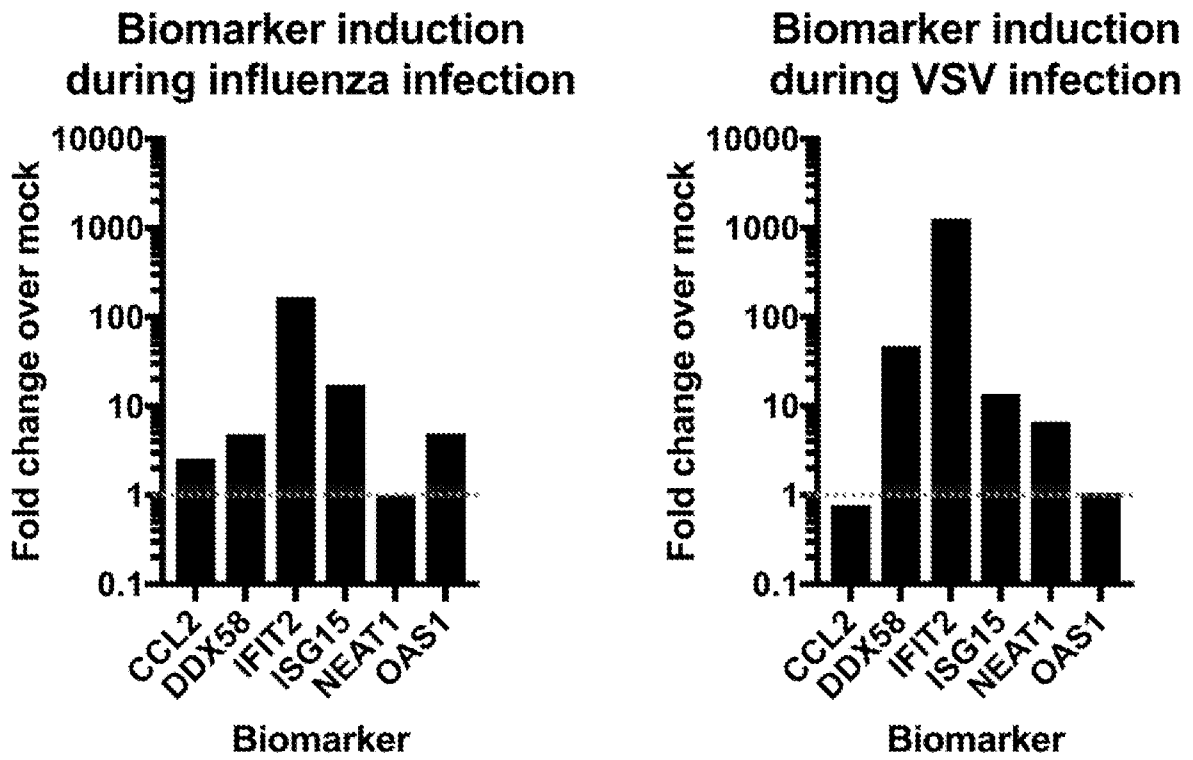 Biomarker induction
during influenza infection
Fold change over mock
10000
1000
100
10
1
0.1
CCL2
DDX58
IFIT2
ISG15
NEAT1
OAS1
Biomarker
Biomarker induction
during VSV infection
Fold change over mock
10000
1000
100
10
1
0.1
CCL2
DDX58
IFIT2
ISG15
NEAT1
OAS1
Biomarker